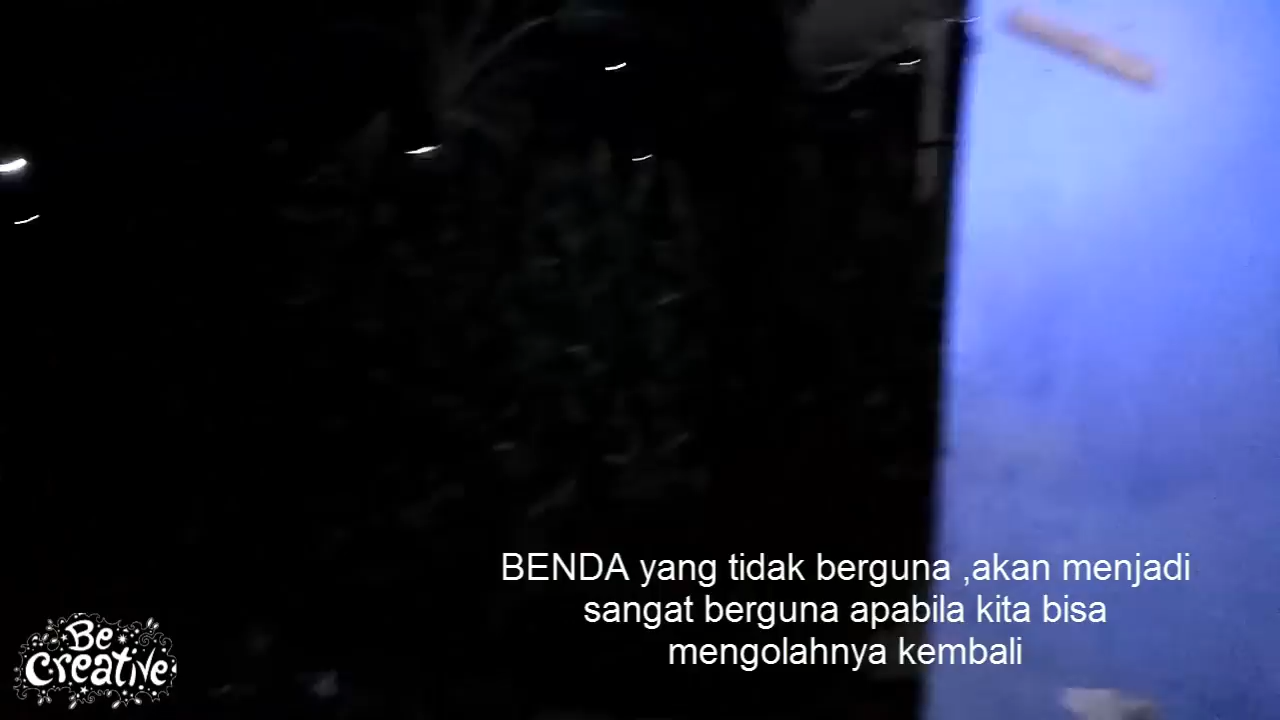 BENDA yang tidak berguna ,akan menjadi
sangat berguna apabila kita bisa
mengolahnya kembali
Be
Creative